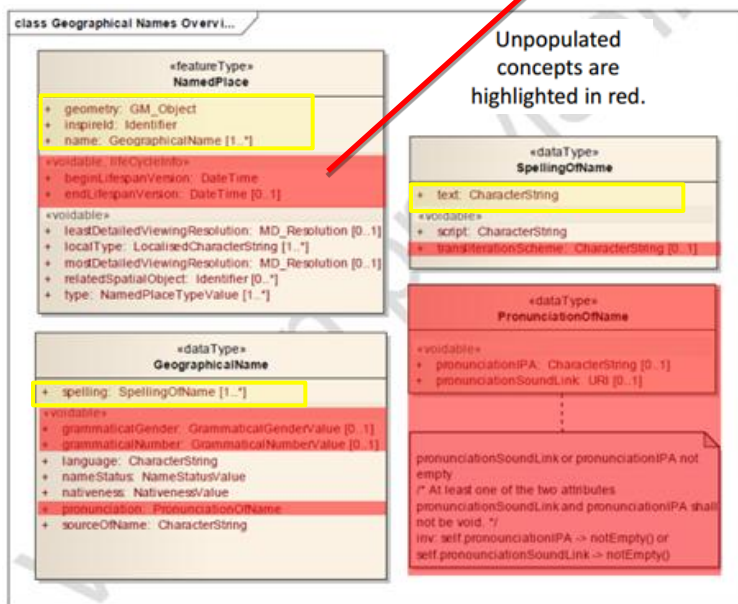 class Geographical Names Overvi...
Unpopulated
concepts are
highlighted in red.
«featureType»
NamedPlace
+ geometry: GM_Object
+ inspireId: Identifier
+ name: GeographicalName [1..*]
«voidable, lifeCycleInfo»
+ beginLifespanVersion: DateTime
+ endLifespanVersion: DateTime [0..1]
«voidable»
+ leastDetailedViewingResolution: MD_Resolution [0..1]
+ localType: LocalisedCharacterString [1..*]
+ mostDetailedViewingResolution: MD_Resolution [0..1]
+ relatedSpatialObject: Identifier [0..*]
+ type: NamedPlaceTypeValue [1..*]
«dataType»
SpellingOfName
+ text: CharacterString
«voidable»
+ script: CharacterString
+ transliterationScheme: CharacterString [0..1]
«dataType»
PronunciationOfName
«voidable»
+ pronunciationIPA: CharacterString [0..1]
+ pronunciationSoundLink: URI [0..1]
pronunciationSoundLink or pronunciationIPA not
empty
/* At least one of the two attributes
pronunciationSoundLink and pronunciationIPA shall
not be void. */
inv: self.pronounciationIPA -> notEmpty() or
self.pronounciationSoundLink -> notEmpty()
«dataType»
GeographicalName
+ spelling: SpellingOfName [1..*]
«voidable»
+ grammaticalGender: GrammaticalGenderValue [0..1]
+ grammaticalNumber: GrammaticalNumberValue [0..1]
+ language: CharacterString
+ nameStatus: NameStatusValue
+ nativeness: NativenessValue
+ pronunciation: PronunciationOfName
+ sourceOfName: CharacterString